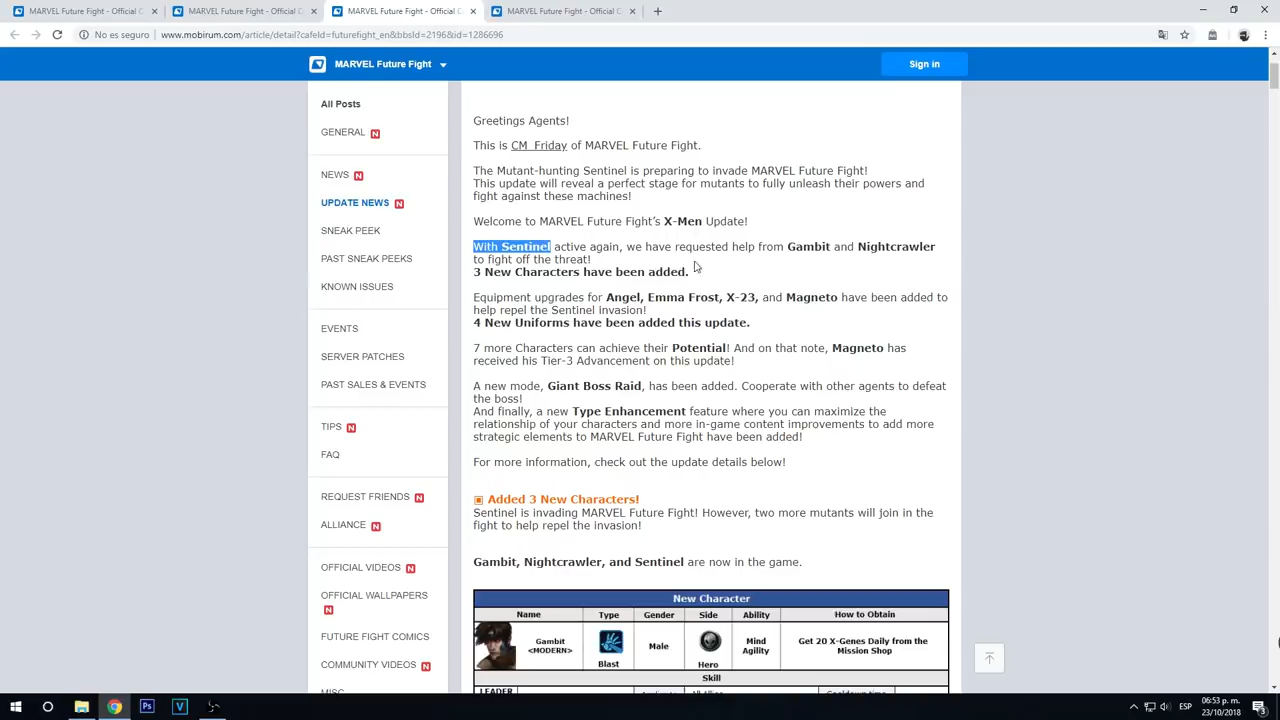 MARVEL Future Fight - Official C
MARVEL Future Fight - Official C
MARVEL Future Fight - Official C
MARVEL Future Fight - Official C
No es seguro | www.mobirum.com/article/detail?cafeId=futurefight_en&bbsId=2196&id=1286696
MARVEL Future Fight
Sign in
All Posts
GENERAL N
NEWS N
UPDATE NEWS N
SNEAK PEEK
PAST SNEAK PEEKS
KNOWN ISSUES
EVENTS
SERVER PATCHES
PAST SALES & EVENTS
TIPS N
FAQ
REQUEST FRIENDS N
ALLIANCE N
OFFICIAL VIDEOS N
OFFICIAL WALLPAPERS
N
FUTURE FIGHT COMICS
COMMUNITY VIDEOS N
MISC
Greetings Agents!
This is CM_Friday of MARVEL Future Fight.
The Mutant-hunting Sentinel is preparing to invade MARVEL Future Fight!
This update will reveal a perfect stage for mutants to fully unleash their powers and
fight against these machines!
Welcome to MARVEL Future Fight's X-Men Update!
With Sentinel active again, we have requested help from Gambit and Nightcrawler
to fight off the threat!
3 New Characters have been added.
Equipment upgrades for Angel, Emma Frost, X-23, and Magneto have been added to
help repel the Sentinel invasion!
4 New Uniforms have been added this update.
7 more Characters can achieve their Potential! And on that note, Magneto has
received his Tier-3 Advancement on this update!
A new mode, Giant Boss Raid, has been added. Cooperate with other agents to defeat
the boss!
And finally, a new Type Enhancement feature where you can maximize the
relationship of your characters and more in-game content improvements to add more
strategic elements to MARVEL Future Fight have been added!
For more information, check out the update details below!
▣ Added 3 New Characters!
Sentinel is invading MARVEL Future Fight! However, two more mutants will join in the
fight to help repel the invasion!
Gambit, Nightcrawler, and Sentinel are now in the game.
New Character
Name Type Gender Side Ability How to Obtain
Gambit
<MODERN>
Blast
Male
Hero
Mind
Agility
Get 20 X-Genes Daily from the
Mission Shop
Skill
LEADER
ESP
06:53 p. m.
23/10/2018
3